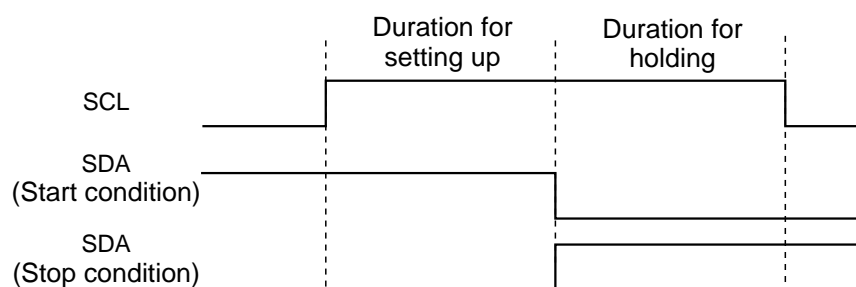 Duration for
setting up
Duration for
holding
SCL
SDA
(Start condition)
SDA
(Stop condition)